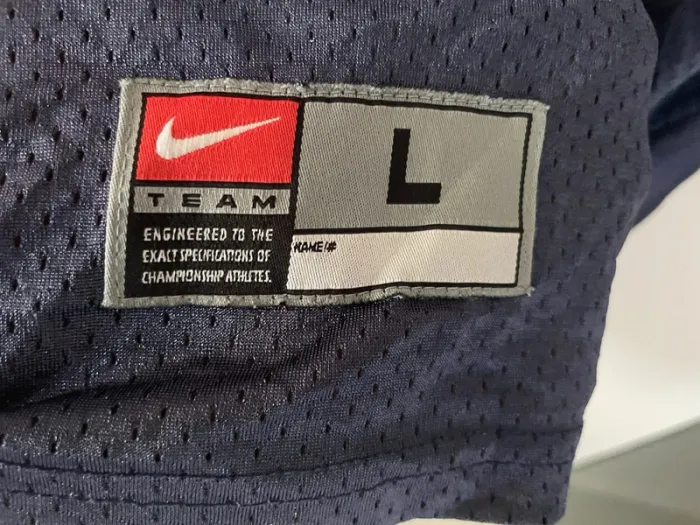 TEAM
ENGINEERED TO THE
EXACT SPECIFICATIONS OF
CHAMPIONSHIP ATHLETES.
L
NAME/#